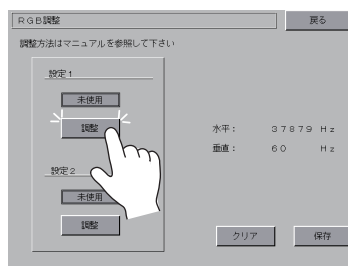 RGB調整
戻る
調整方法はマニュアルを参照して下さい
設定1
未使用
調整
水平: 37879 Hz
垂直: 60 Hz
設定2
未使用
調整
クリア
保存